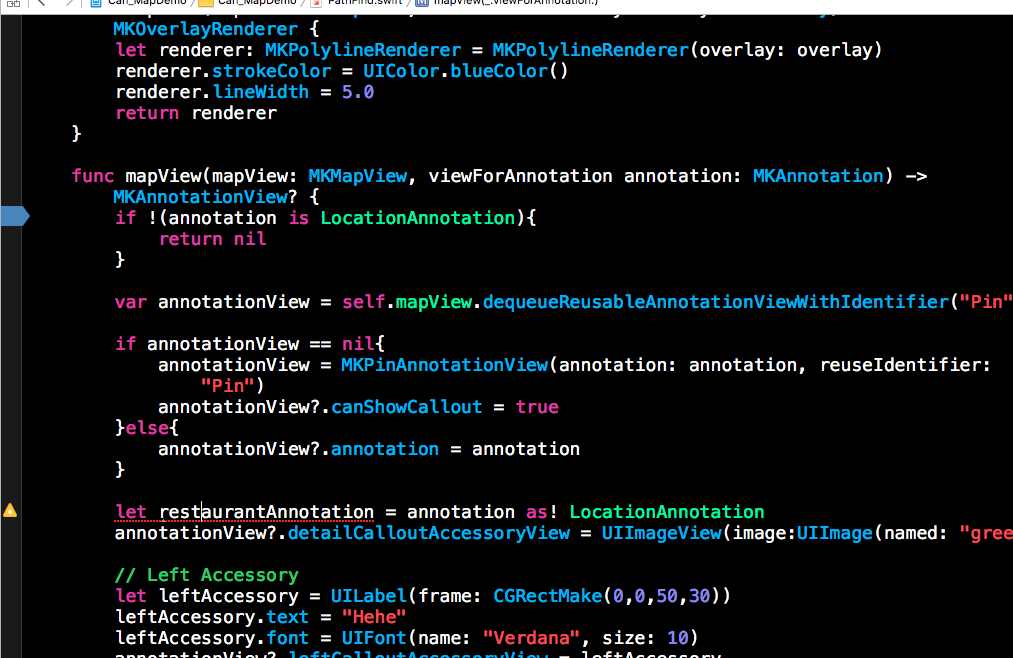 Can_MapDemo Can_MapDemo PathFind.swift M mapView(_:viewForAnnotation:)
MKOverlayRenderer {
let renderer: MKPolylineRenderer = MKPolylineRenderer(overlay: overlay)
renderer.strokeColor = UIColor.blueColor()
renderer.lineWidth = 5.0
return renderer
}
func mapView(mapView: MKMapView, viewForAnnotation annotation: MKAnnotation) ->
MKAnnotationView? {
if !(annotation is LocationAnnotation){
return nil
}
var annotationView = self.mapView.dequeueReusableAnnotationViewWithIdentifier("Pin"
if annotationView == nil{
annotationView = MKPinAnnotationView(annotation: annotation, reuseIdentifier:
"Pin")
annotationView?.canShowCallout = true
}else{
annotationView?.annotation = annotation
}
let restaurantAnnotation = annotation as! LocationAnnotation
annotationView?.detailCalloutAccessoryView = UIImageView(image:UIImage(named: "gree
// Left Accessory
let leftAccessory = UILabel(frame: CGRectMake(0,0,50,30))
leftAccessory.text = "Hehe"
leftAccessory.font = UIFont(name: "Verdana", size: 10)
annotationView?.leftCalloutAccessoryView = leftAccessory